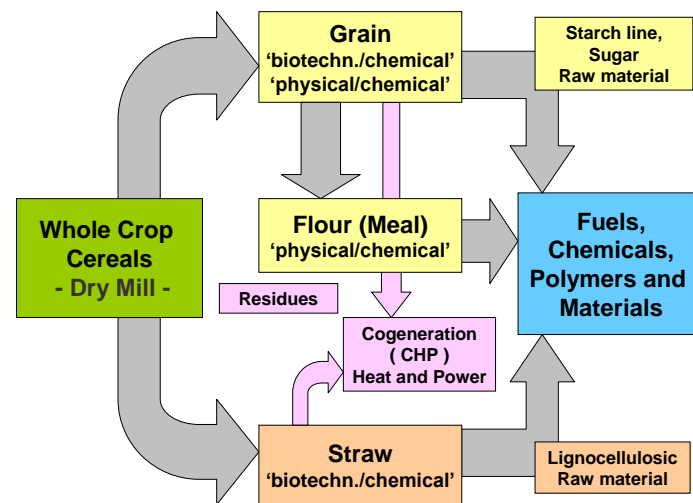 Grain
‘biotechn./chemical’
‘physical/chemical’
Starch line,
Sugar
Raw material
Whole Crop
Cereals
- Dry Mill -
Flour (Meal)
‘physical/chemical’
Fuels,
Chemicals,
Polymers and
Materials
Residues
Cogeneration
( CHP )
Heat and Power
Straw
‘biotechn./chemical’
Lignocellulosic
Raw material